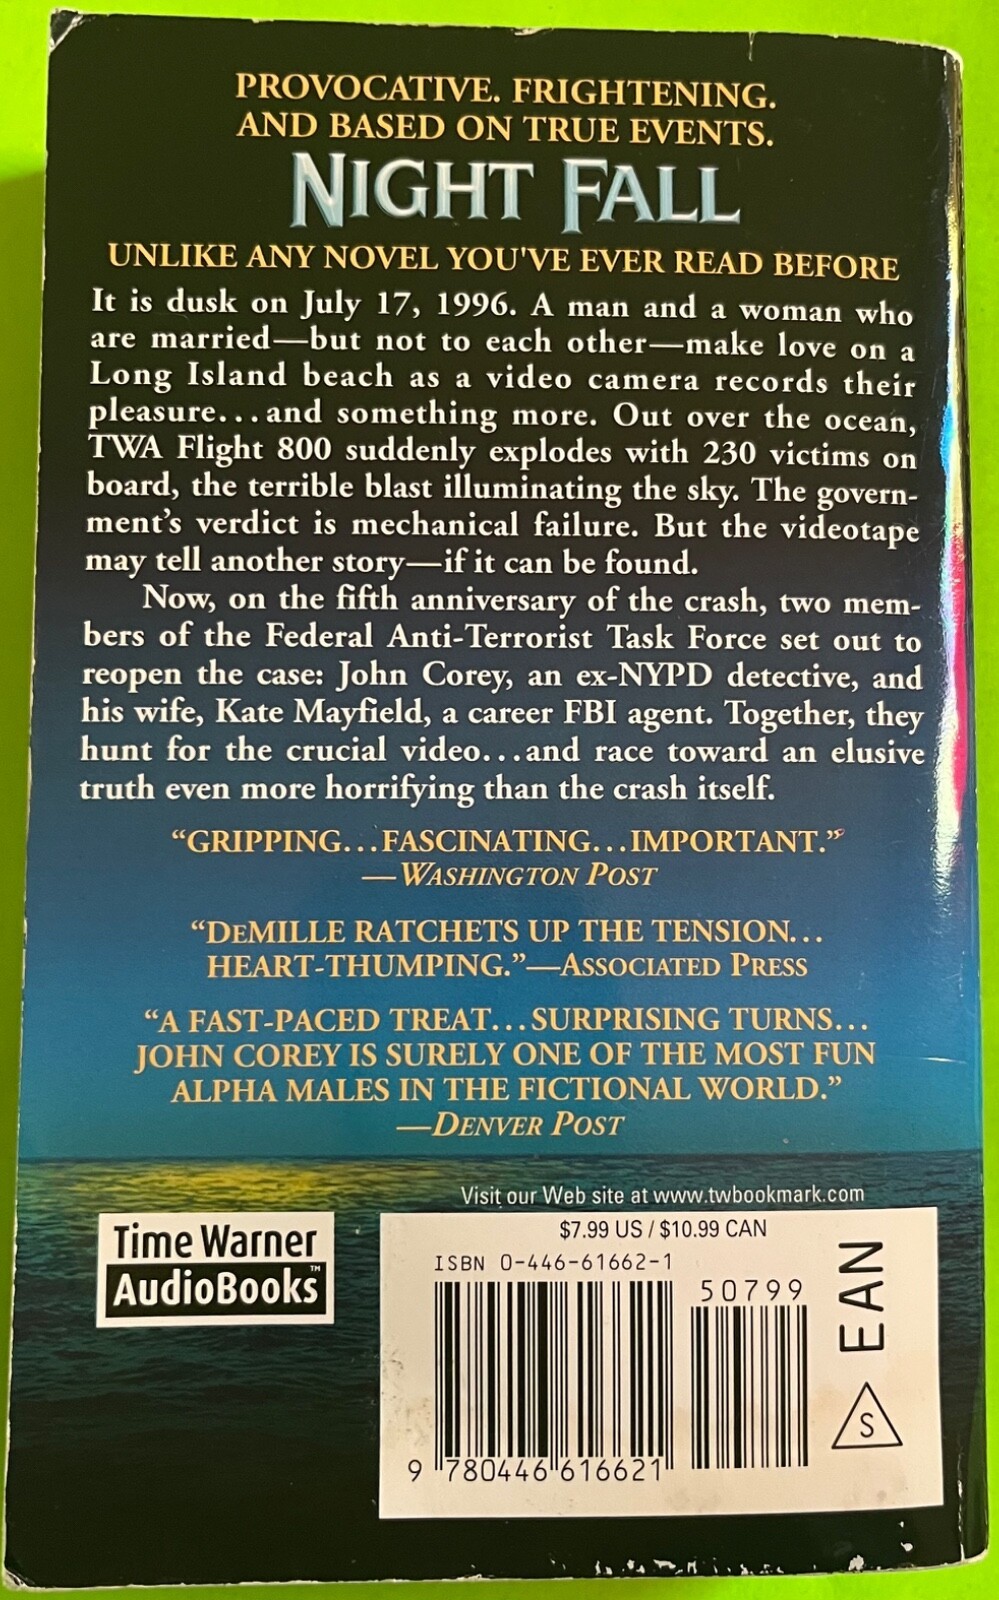 PROVOCATIVE. FRIGHTENING.
AND BASED ON TRUE EVENTS.
NIGHT FALL
UNLIKE ANY NOVEL YOU'VE EVER READ BEFORE
It is dusk on July 17, 1996. A man and a woman who
are married—but not to each other—make love on a
Long Island beach as a video camera records their
pleasure...and something more. Out over the ocean,
TWA Flight 800 suddenly explodes with 230 victims on
board, the terrible blast illuminating the sky. The govern-
ment's verdict is mechanical failure. But the videotape
may tell another story—if it can be found.
Now, on the fifth anniversary of the crash, two mem-
bers of the Federal Anti-Terrorist Task Force set out to
reopen the case: John Corey, an ex-NYPD detective, and
his wife, Kate Mayfield, a career FBI agent. Together, they
hunt for the crucial video...and race toward an elusive
truth even more horrifying than the crash itself.
“GRIPPING...FASCINATING...IMPORTANT.”
—WASHINGTON POST
“DEMILLE RATCHETS UP THE TENSION...
HEART-THUMPING.”—ASSOCIATED PRESS
“A FAST-PACED TREAT...SURPRISING TURNS...
JOHN COREY IS SURELY ONE OF THE MOST FUN
ALPHA MALES IN THE FICTIONAL WORLD.”
—DENVER POST
Visit our Web site at www.twbookmark.com
Time Warner
AudioBooks™
$7.99 US / $10.99 CAN
ISBN 0-446-61662-1
50799
9 780446 616621
EAN
S